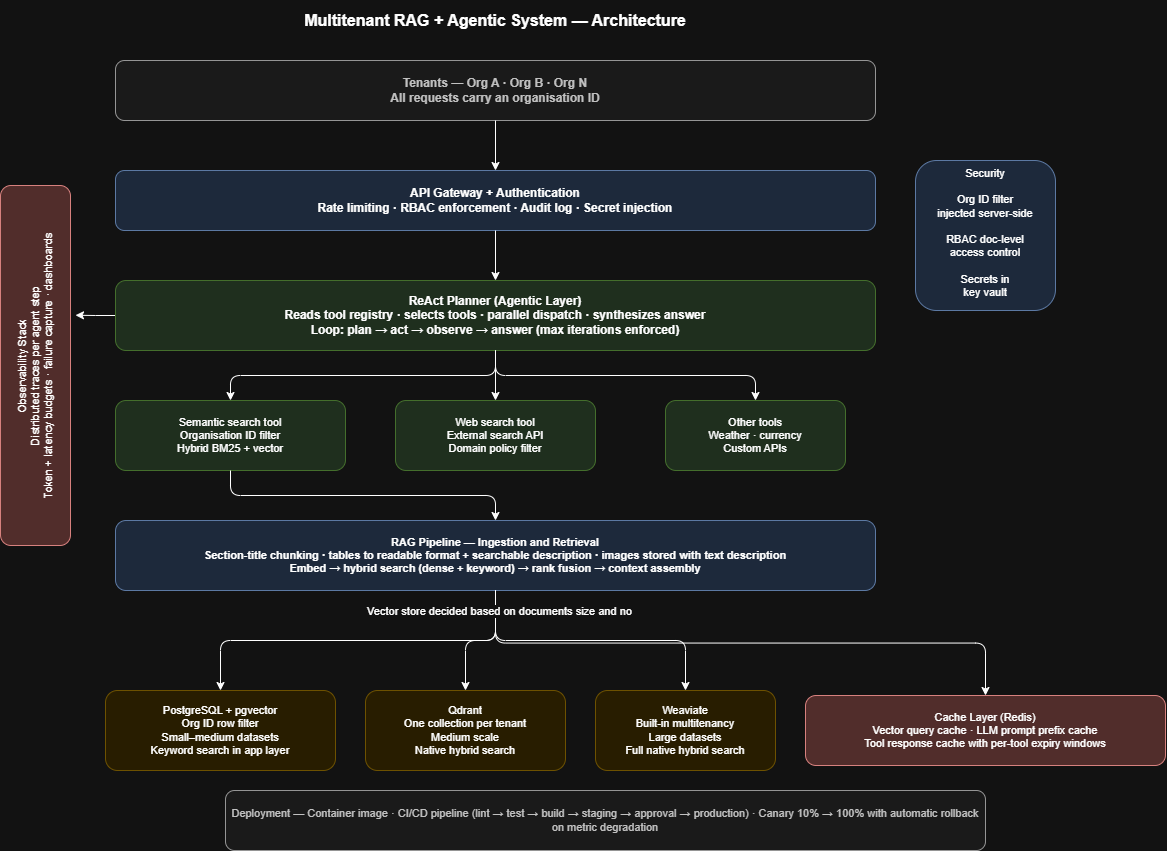 Multitenant RAG + Agentic System — Architecture
Tenants — Org A · Org B · Org N
All requests carry an organisation ID
API Gateway + Authentication
Rate limiting · RBAC enforcement · Audit log · Secret injection
Security
Org ID filter
injected server-side
RBAC doc-level
access control
Secrets in
key vault
Observability Stack
Distributed traces per agent step
Token + latency budgets · failure capture · dashboards
ReAct Planner (Agentic Layer)
Reads tool registry · selects tools · parallel dispatch · synthesizes answer
Loop: plan → act → observe → answer (max iterations enforced)
Semantic search tool
Organisation ID filter
Hybrid BM25 + vector
Web search tool
External search API
Domain policy filter
Other tools
Weather · currency
Custom APIs
RAG Pipeline — Ingestion and Retrieval
Section-title chunking · tables to readable format + searchable description · images stored with text description
Embed → hybrid search (dense + keyword) → rank fusion → context assembly
Vector store decided based on documents size and no
PostgreSQL + pgvector
Org ID row filter
Small–medium datasets
Keyword search in app layer
Qdrant
One collection per tenant
Medium scale
Native hybrid search
Weaviate
Built-in multitenancy
Large datasets
Full native hybrid search
Cache Layer (Redis)
Vector query cache · LLM prompt prefix cache
Tool response cache with per-tool expiry windows
Deployment — Container image · CI/CD pipeline (lint → test → build → staging → approval → production) · Canary 10% → 100% with automatic rollback
on metric degradation